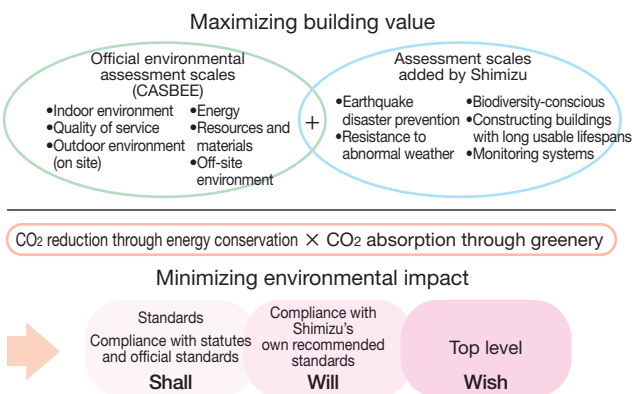 Maximizing building value
Official environmental
assessment scales
(CASBEE)
•Indoor environment
•Quality of service
•Outdoor environment
(on site)
•Energy
•Resources and
materials
•Off-site
environment
+
Assessment scales
added by Shimizu
•Earthquake
disaster prevention
•Resistance to
abnormal weather
•Biodiversity-conscious
•Constructing buildings
with long usable lifespans
•Monitoring systems
CO2 reduction through energy conservation × CO2 absorption through greenery
Minimizing environmental impact
Standards
Compliance with statutes
and official standards
Shall
Compliance with
Shimizu's
own recommended
standards
Will
Top level
Wish